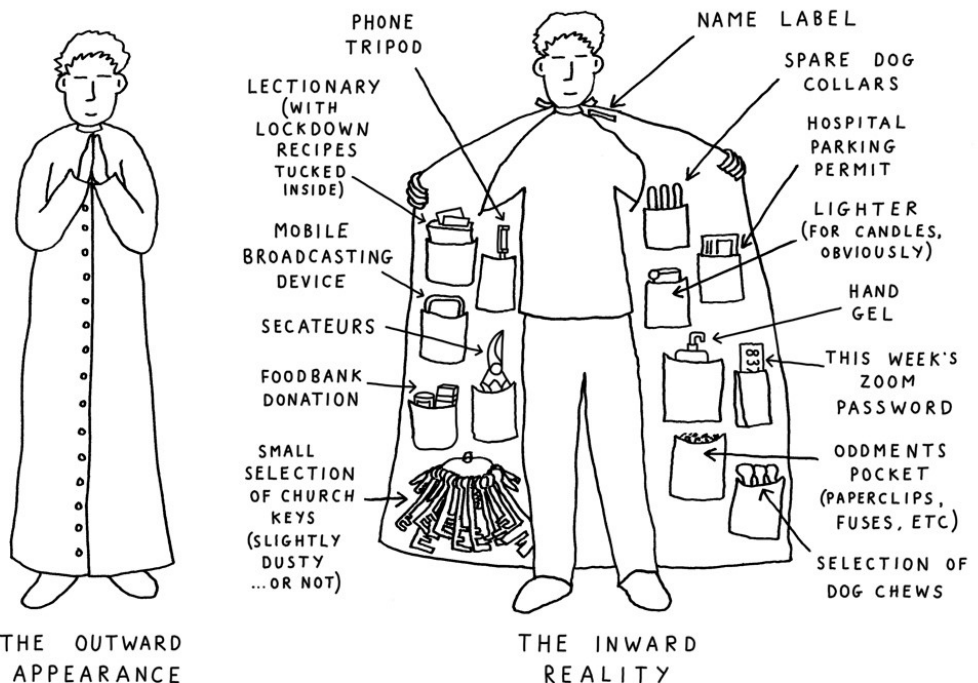 PHONE
TRIPOD
LECTIONARY
(WITH
LOCKDOWN
RECIPES
TUCKED
INSIDE)
MOBILE
BROADCASTING
DEVICE
SECATEURS
FOODBANK
DONATION
SMALL
SELECTION
OF CHURCH
KEYS
(SLIGHTLY
DUSTY
...OR NOT)
NAME LABEL
SPARE DOG
COLLARS
HOSPITAL
PARKING
PERMIT
LIGHTER
(FOR CANDLES,
OBVIOUSLY)
HAND
GEL
THIS WEEK'S
ZOOM
PASSWORD
837
ODDMENTS
POCKET
(PAPERCLIPS,
FUSES, ETC)
SELECTION OF
DOG CHEWS
THE OUTWARD
APPEARANCE
THE INWARD
REALITY